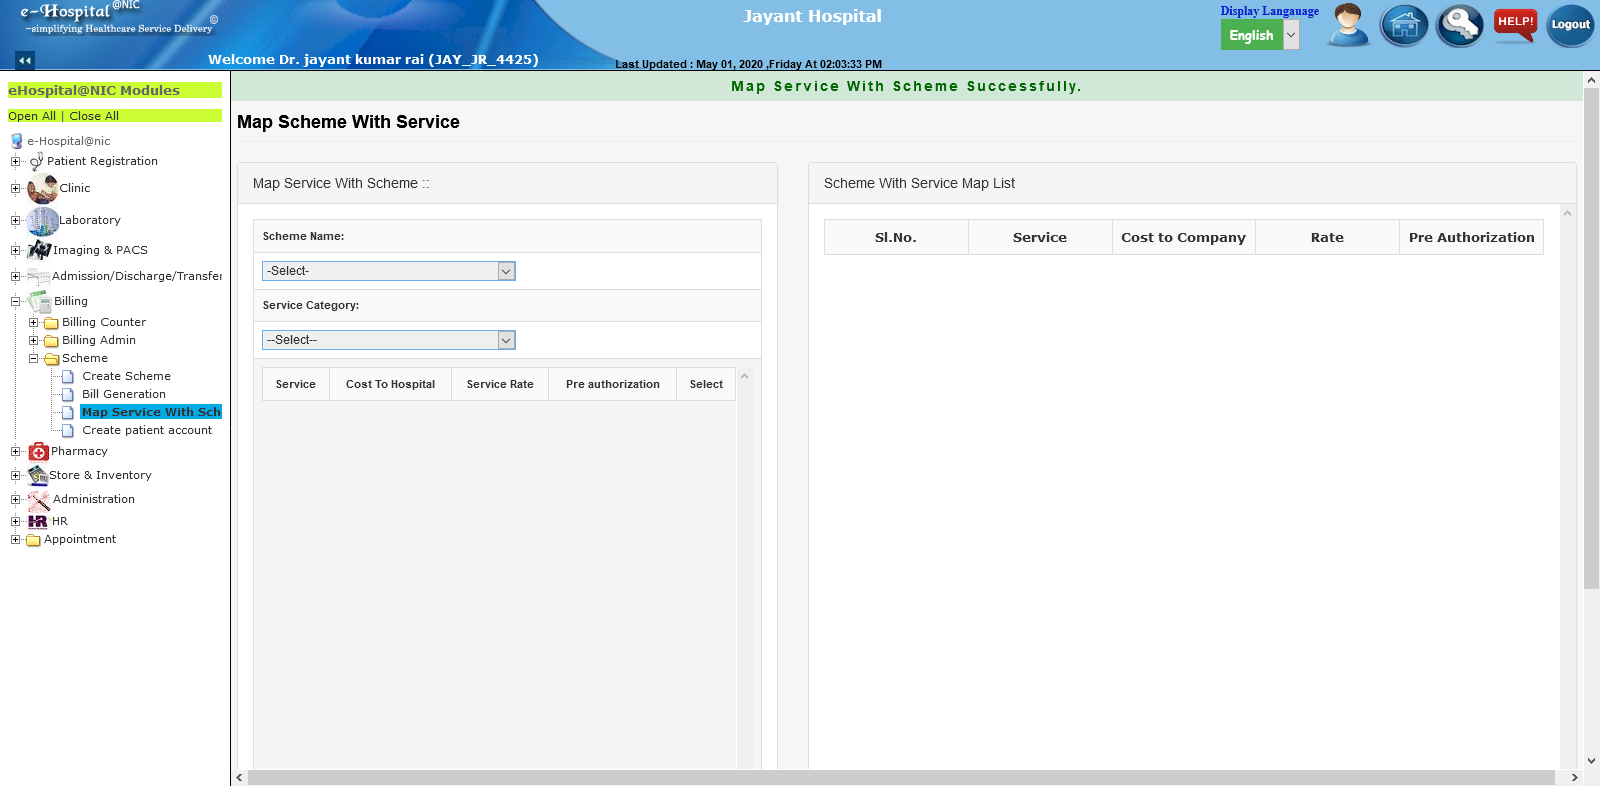 e-Hospital @NIC ©
~simplifying Healthcare Service Delivery
Jayant Hospital
Display Langauage
English
HELP!
Logout
Welcome Dr. jayant kumar rai (JAY_JR_4425)
Last Updated : May 01, 2020 ,Friday At 02:03:33 PM
eHospital@NIC Modules
Open All | Close All
e-Hospital@nic
Patient Registration
Clinic
Laboratory
Imaging & PACS
Admission/Discharge/Transfer
Billing
Billing Counter
Billing Admin
Scheme
Create Scheme
Bill Generation
Map Service With Sch
Create patient account
Pharmacy
Store & Inventory
Administration
HR
HR
Appointment
Map Service With Scheme Successfully.
Map Scheme With Service
Map Service With Scheme ::
Scheme Name:
-Select-
Service Category:
--Select--
Service Cost To Hospital Service Rate Pre authorization Select
Scheme With Service Map List
Sl.No. Service Cost to Company Rate Pre Authorization